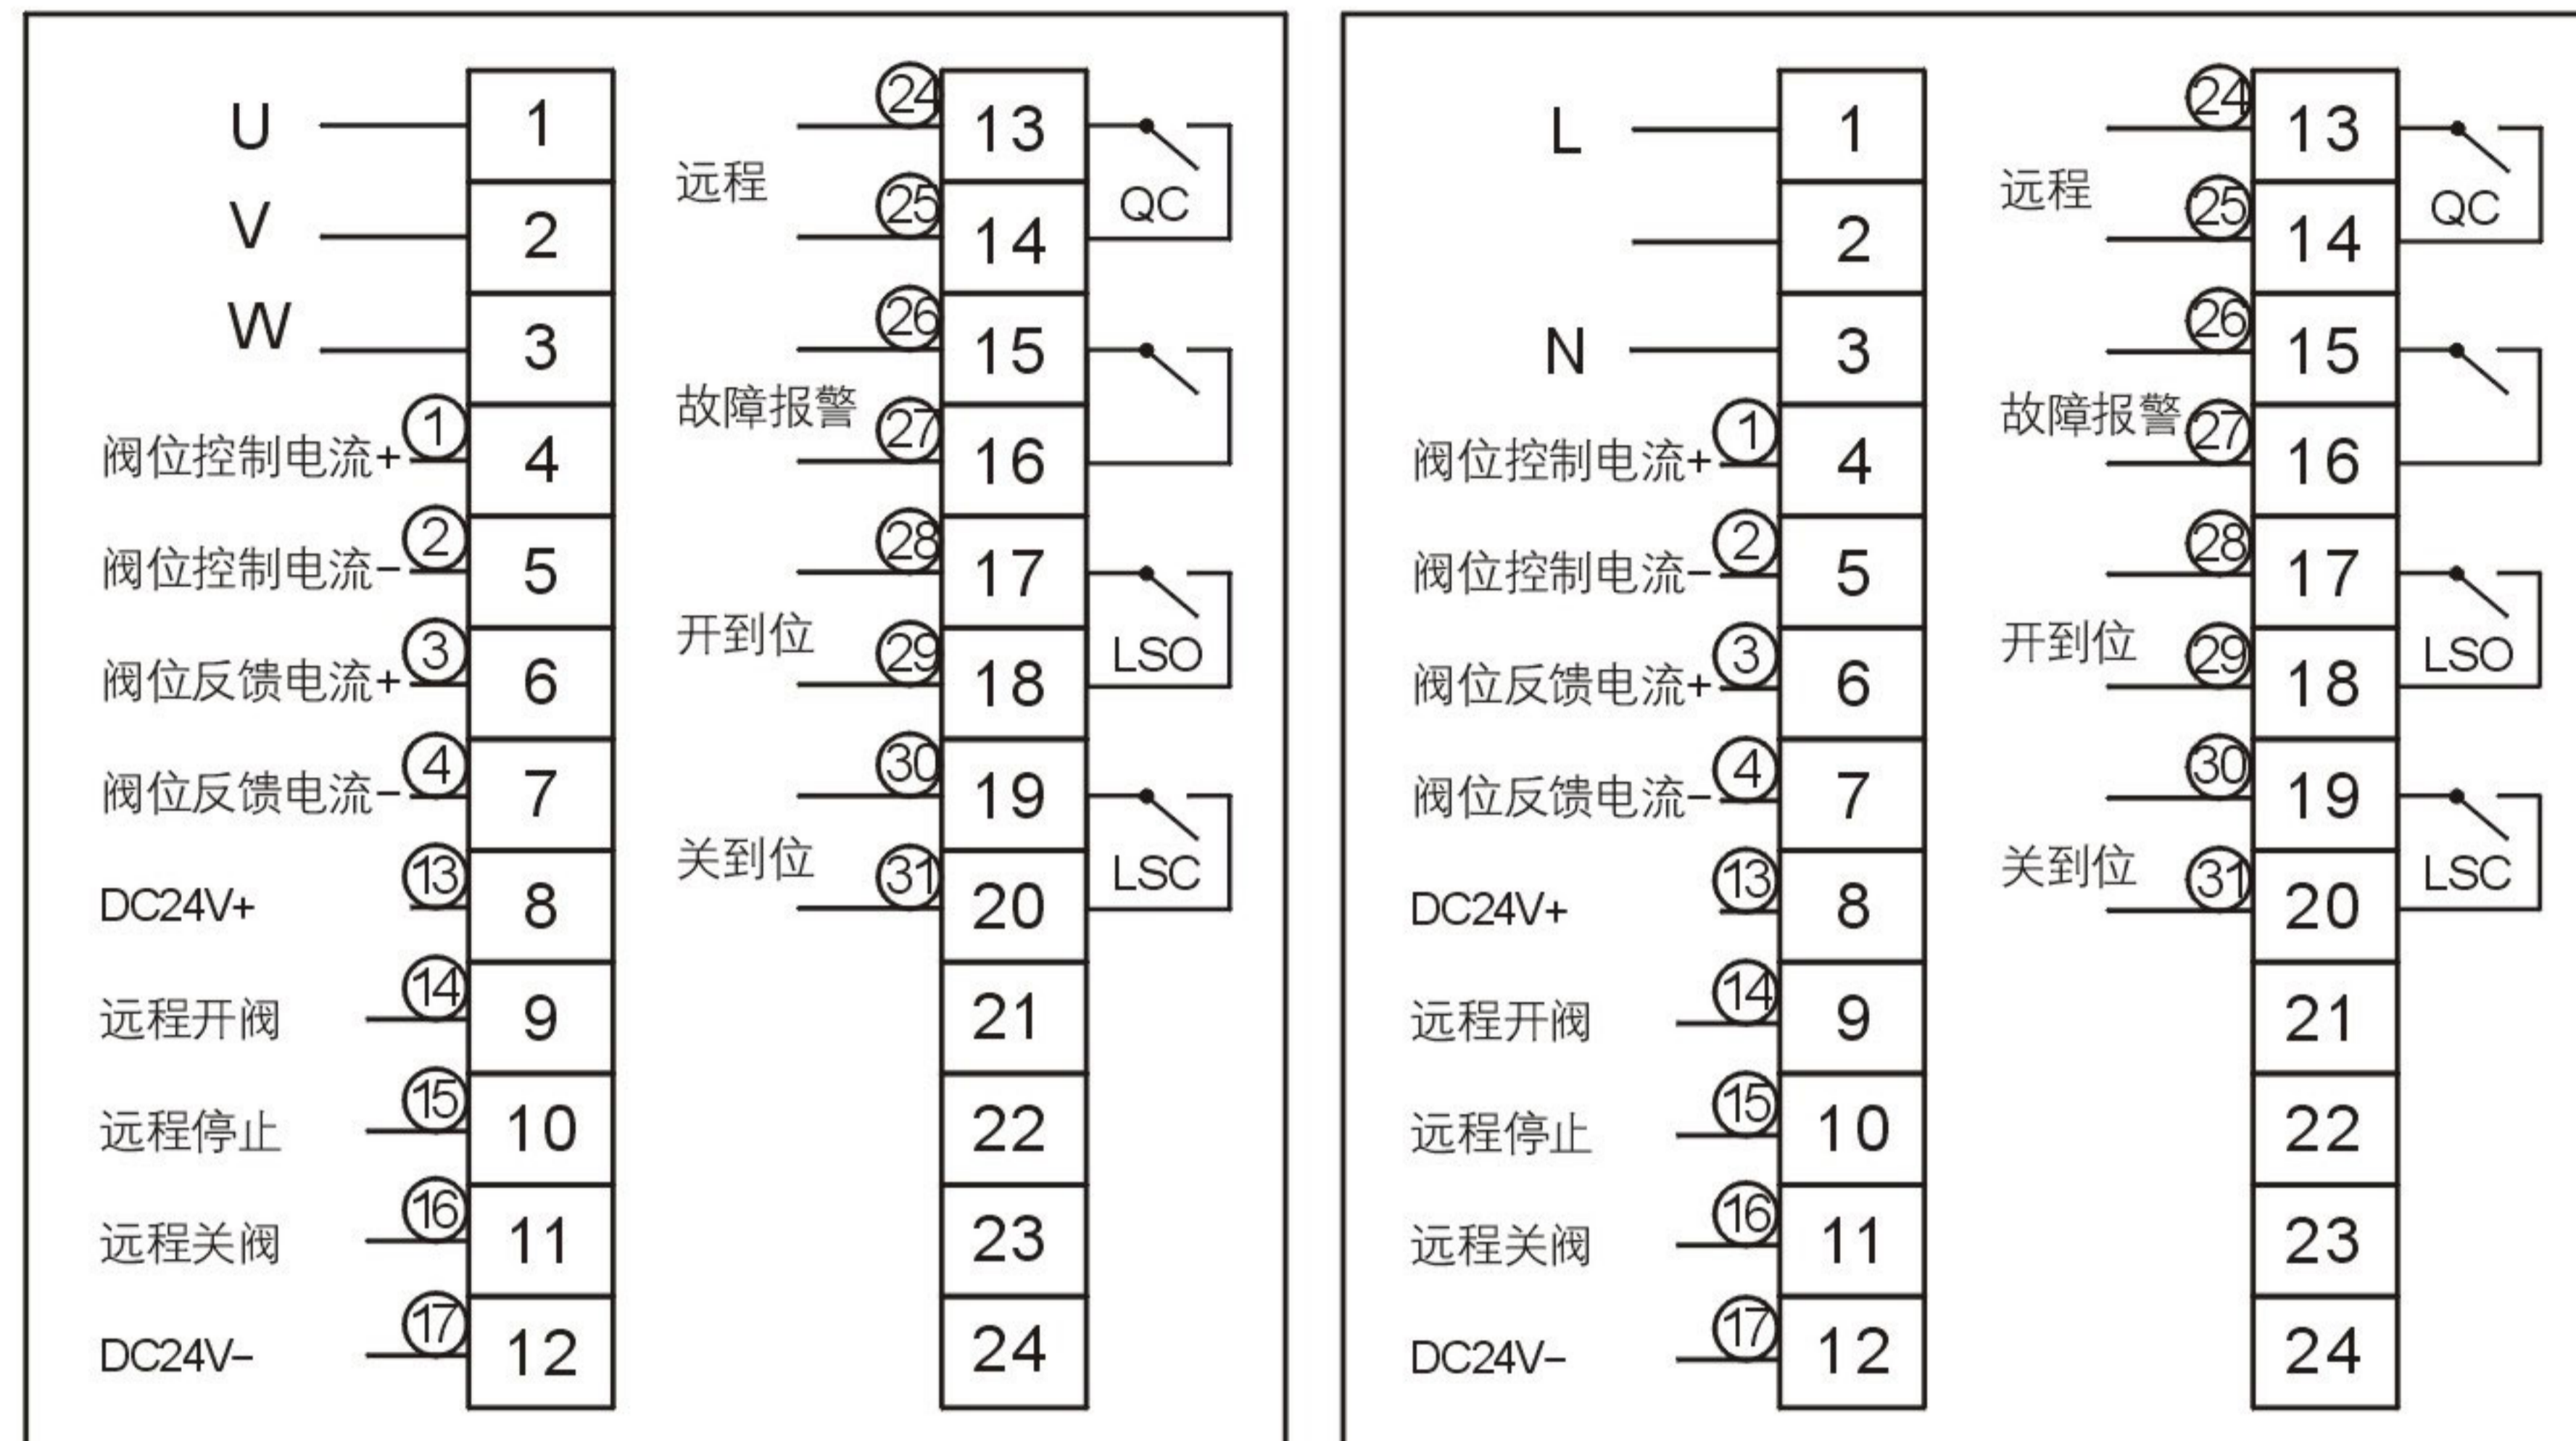 U 1
V 2
W 3
阀位控制电流+ ① 4
阀位控制电流− ② 5
阀位反馈电流+ ③ 6
阀位反馈电流− ④ 7
DC24V+ ⑬ 8
远程开阀 ⑭ 9
远程停止 ⑮ 10
远程关阀 ⑯ 11
DC24V− ⑰ 12
㉔ 13
远程 QC
㉕ 14
㉖ 15
故障报警
㉗ 16
㉘ 17
开到位 LSO
㉙ 18
㉚ 19
关到位 LSC
㉛ 20
21
22
23
24
L 1
2
N 3
阀位控制电流+ ① 4
阀位控制电流− ② 5
阀位反馈电流+ ③ 6
阀位反馈电流− ④ 7
DC24V+ ⑬ 8
远程开阀 ⑭ 9
远程停止 ⑮ 10
远程关阀 ⑯ 11
DC24V− ⑰ 12
㉔ 13
远程 QC
㉕ 14
㉖ 15
故障报警
㉗ 16
㉘ 17
开到位 LSO
㉙ 18
㉚ 19
关到位 LSC
㉛ 20
21
22
23
24